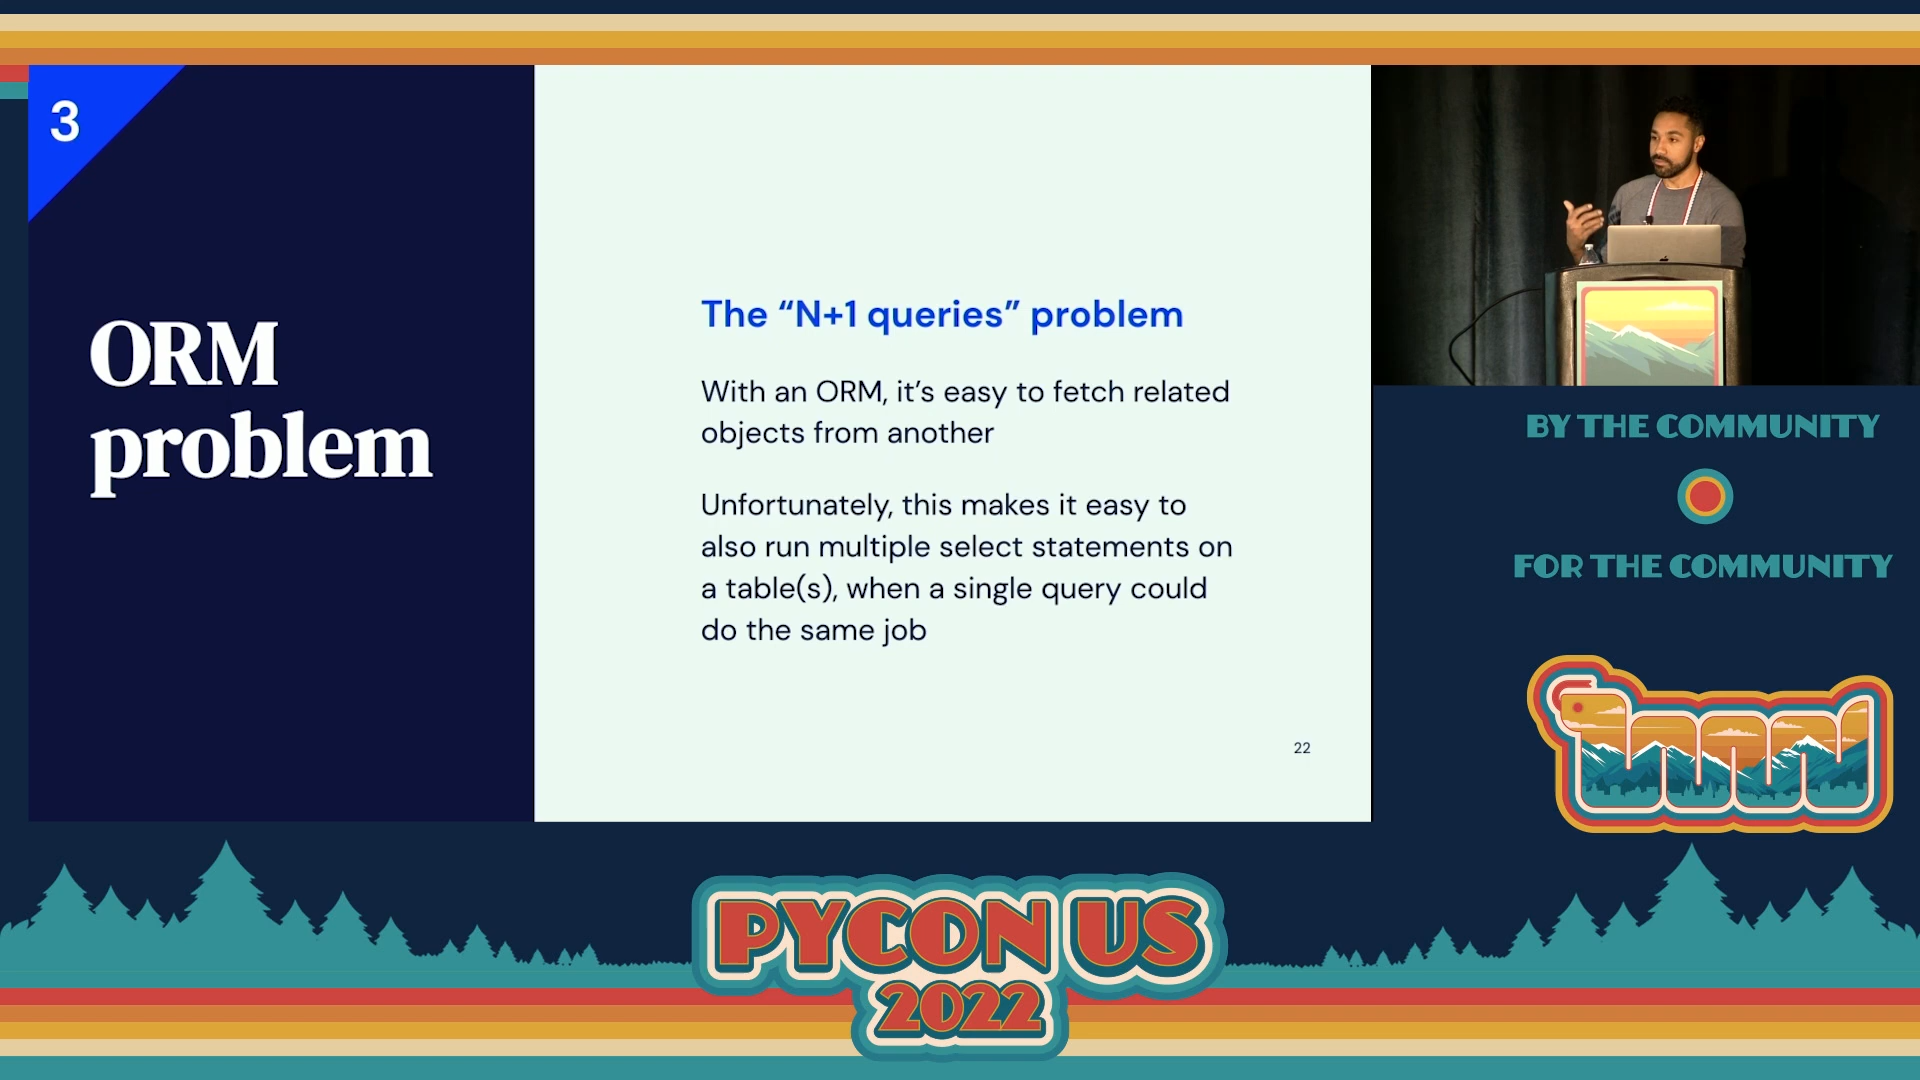 3
ORM
problem
The “N+1 queries” problem
With an ORM, it’s easy to fetch related
objects from another
Unfortunately, this makes it easy to
also run multiple select statements on
a table(s), when a single query could
do the same job
22
BY THE COMMUNITY
FOR THE COMMUNITY
PYCON US
2022